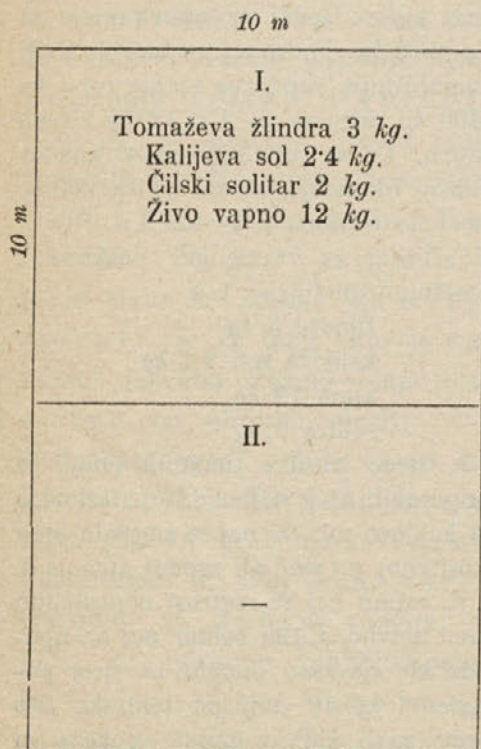 10 m
I.
Tomaževa žlindra 3 kg.
Kalijeva sol 2·4 kg.
Čilski solitar 2 kg.
Živo vapno 12 kg.
10 m
II.
—